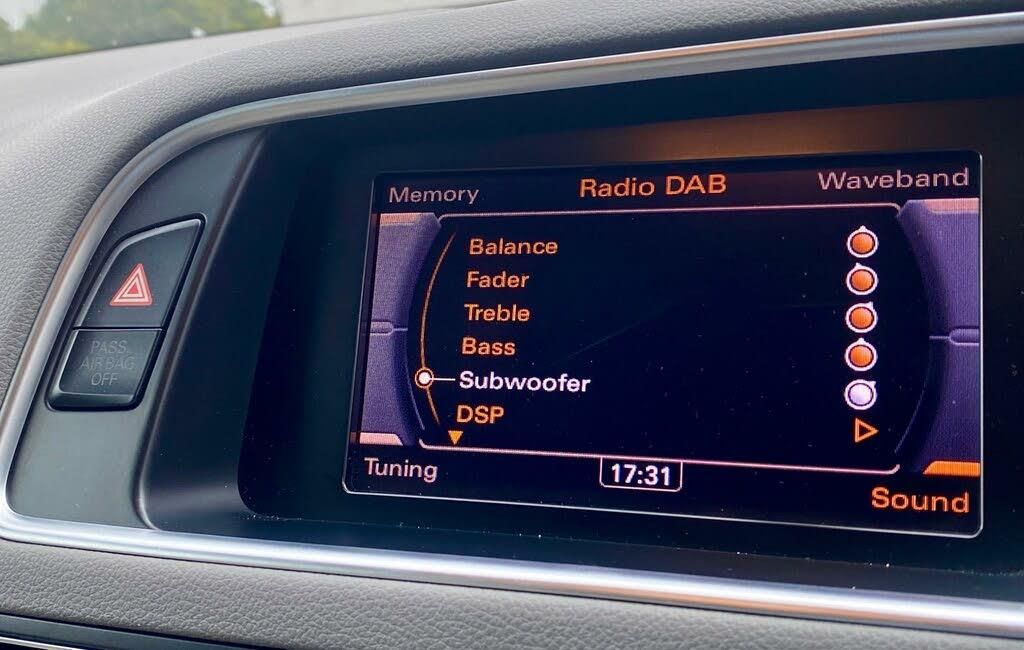 Memory
Radio DAB
Waveband
Balance
Fader
Treble
Bass
Subwoofer
DSP
Tuning
17:31
Sound
PASS.
AIR BAG
OFF